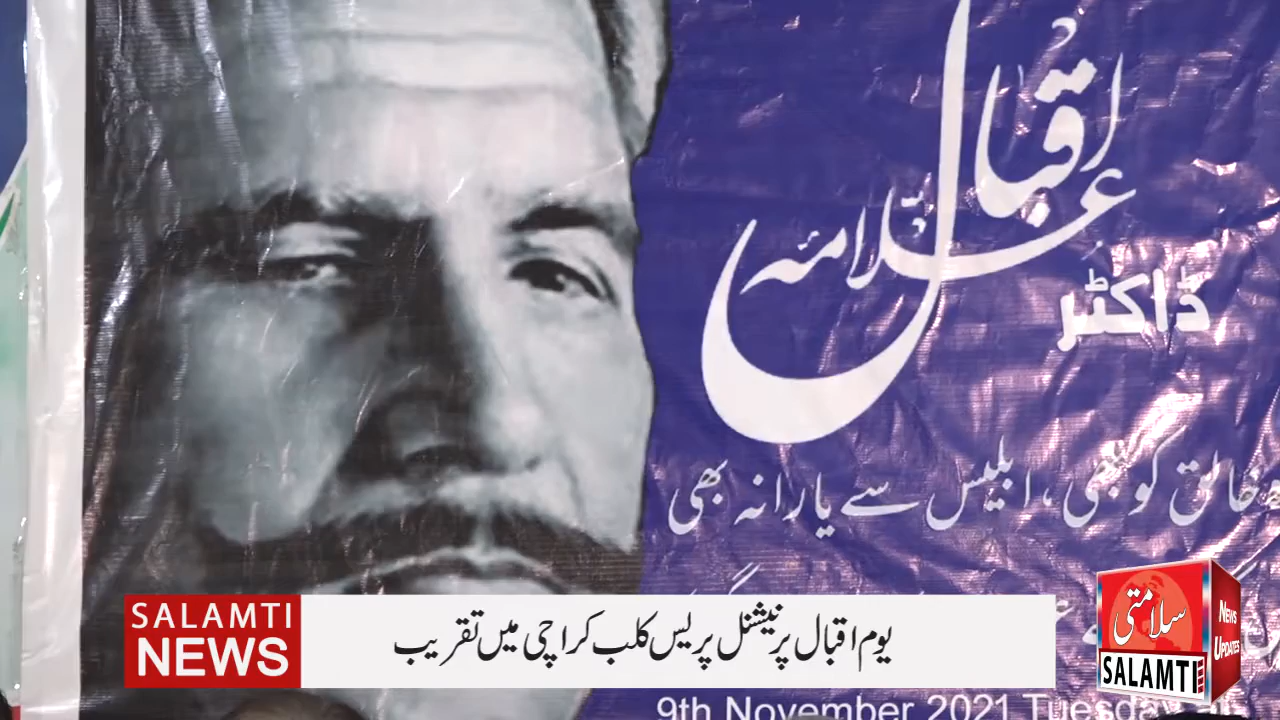 ڈاکٹر علامہ اقبال
خالق کو بھی، ابلیس سے یارانہ بھی
SALAMTI
NEWS
یوم اقبال پر نیشنل پریس کلب کراچی میں تقریب
سلامتی
SALAMTI
NEWS
UPDATES
9th November 2021 Tuesday